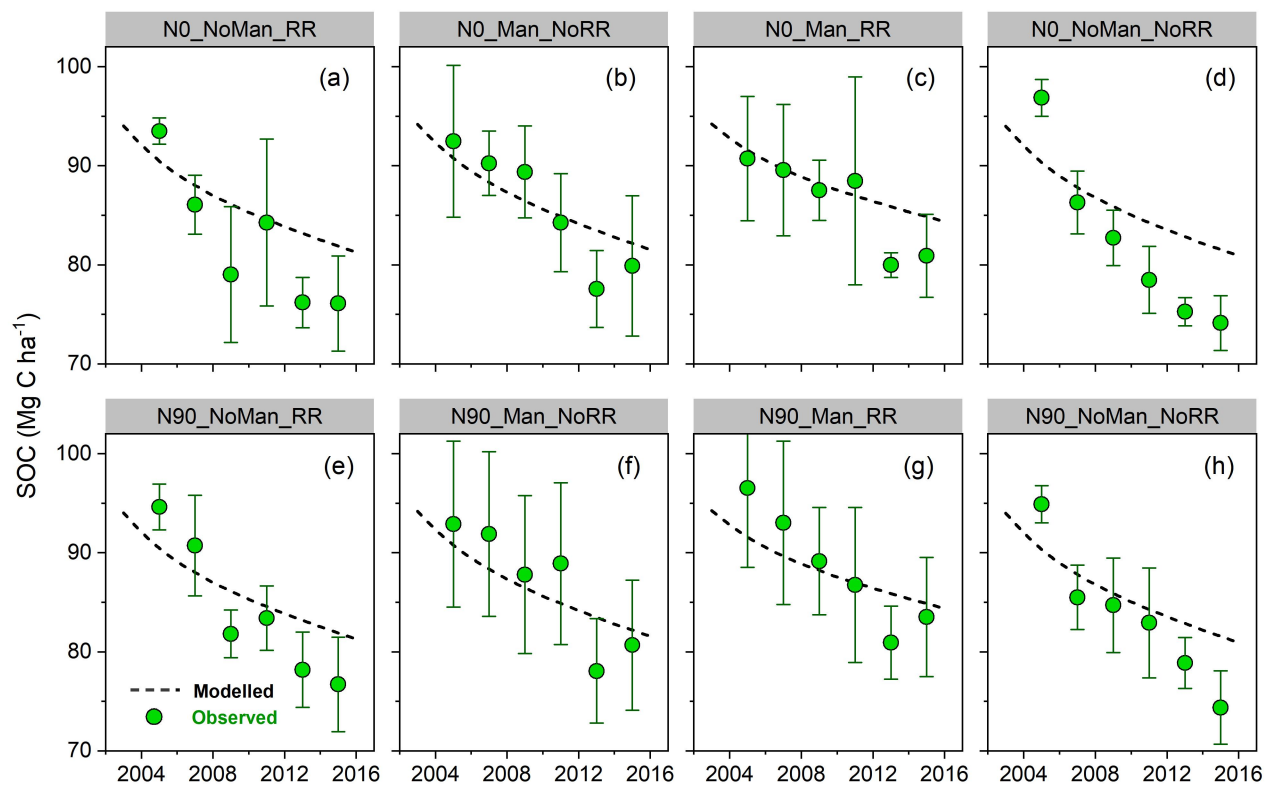 N0_NoMan_RR N0_Man_NoRR N0_Man_RR N0_NoMan_NoRR
(a) (b) (c) (d)
100
90
80
70
SOC (Mg C ha-1)
N90_NoMan_RR N90_Man_NoRR N90_Man_RR N90_NoMan_NoRR
(e) (f) (g) (h)
100
90
80
70
Modelled
Observed
2004 2008 2012 2016 2004 2008 2012 2016 2004 2008 2012 2016 2004 2008 2012 2016